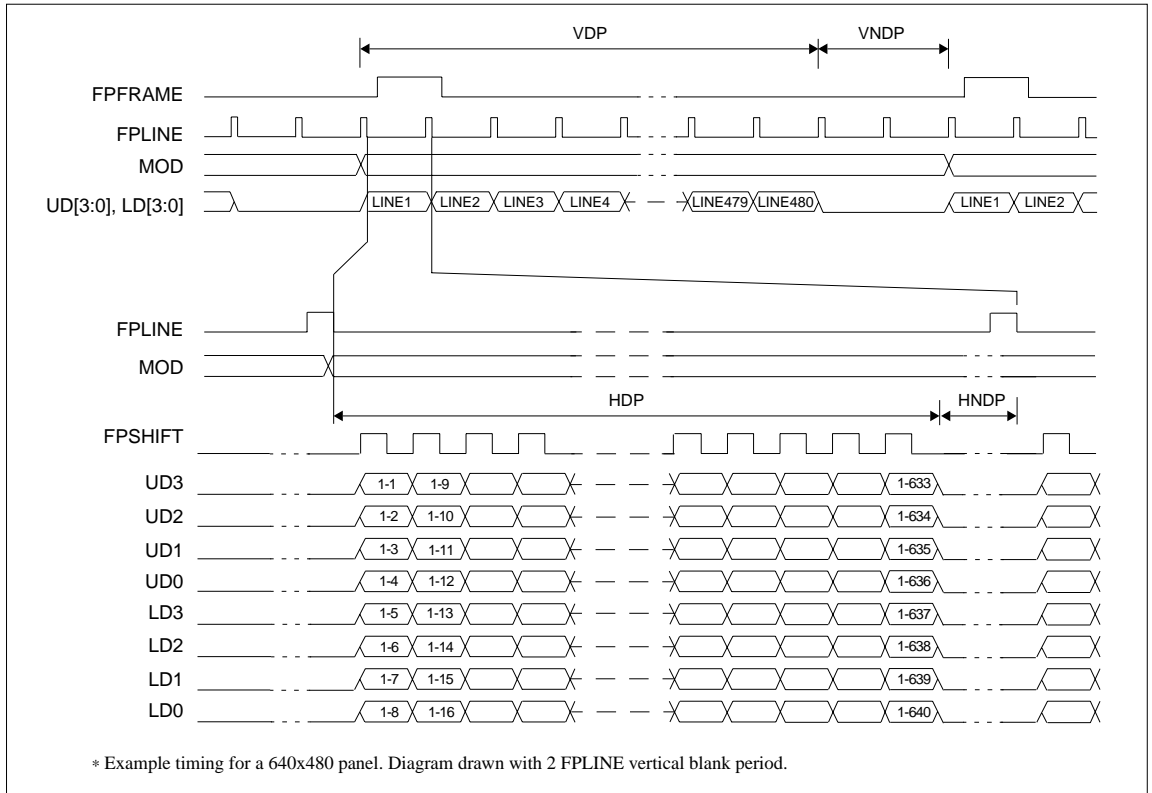 VDP VNDP
FPFRAME
FPLINE
MOD
UD[3:0], LD[3:0] LINE1 LINE2 LINE3 LINE4 LINE479 LINE480 LINE1 LINE2
FPLINE
MOD
HDP HNDP
FPSHIFT
UD3 1-1 1-9 1-633
UD2 1-2 1-10 1-634
UD1 1-3 1-11 1-635
UD0 1-4 1-12 1-636
LD3 1-5 1-13 1-637
LD2 1-6 1-14 1-638
LD1 1-7 1-15 1-639
LD0 1-8 1-16 1-640
* Example timing for a 640x480 panel. Diagram drawn with 2 FPLINE vertical blank period.